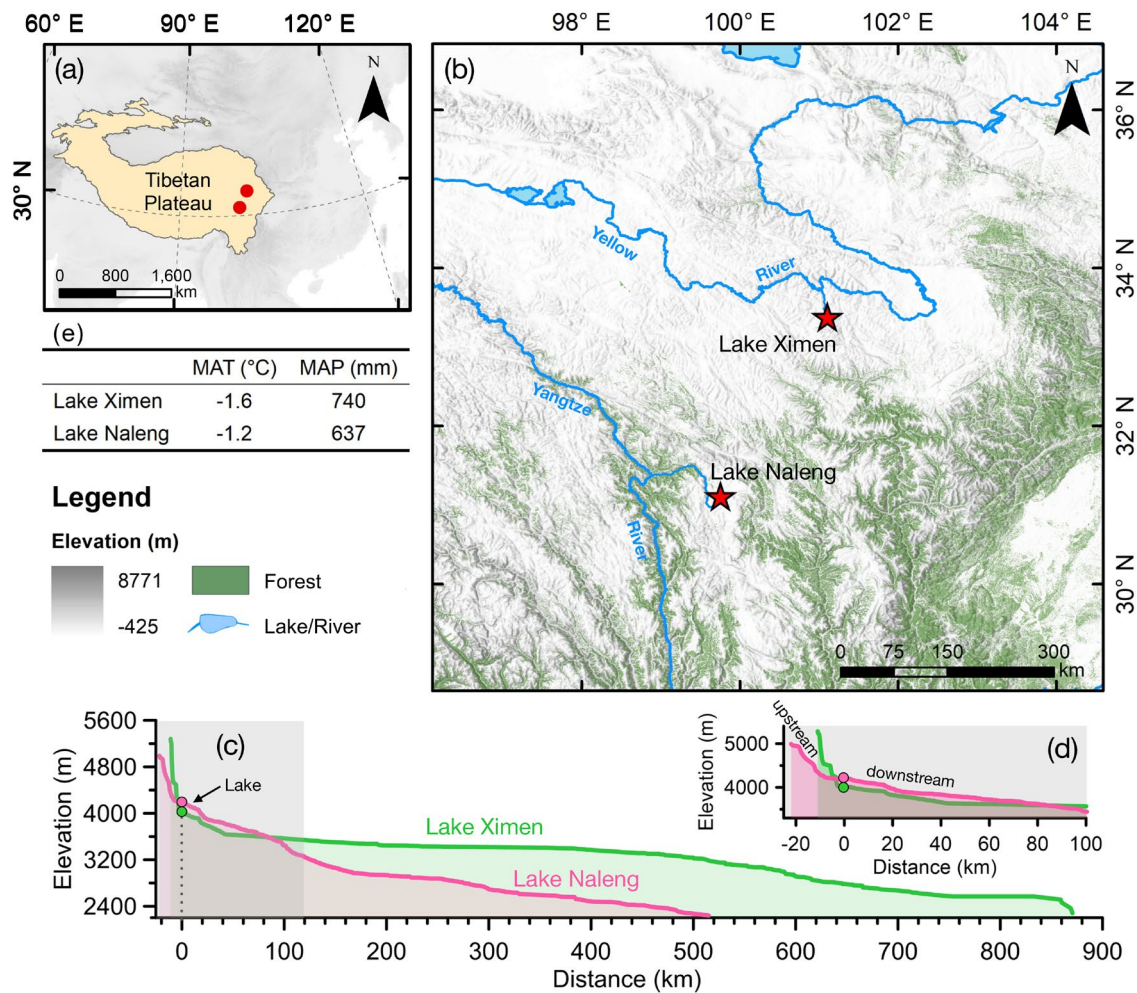 60° E 90° E 120° E
98° E 100° E 102° E 104° E
(a)
N
Tibetan
Plateau
30° N
0 800 1,600
km
(b)
N
36° N
34° N
32° N
30° N
Yellow
River
Lake Ximen
Yangtze
River
Lake Naleng
0 75 150 300
km
(e)
MAT (°C) MAP (mm)
Lake Ximen -1.6 740
Lake Naleng -1.2 637
Legend
Elevation (m)
8771
-425
Forest
Lake/River
(c)
Elevation (m)
5600
4800
4000
3200
2400
Lake
Lake Ximen
Lake Naleng
0 100 200 300 400 500 600 700 800 900
Distance (km)
(d)
Elevation (m)
5000
4000
upstream
downstream
-20 0 20 40 60 80 100
Distance (km)